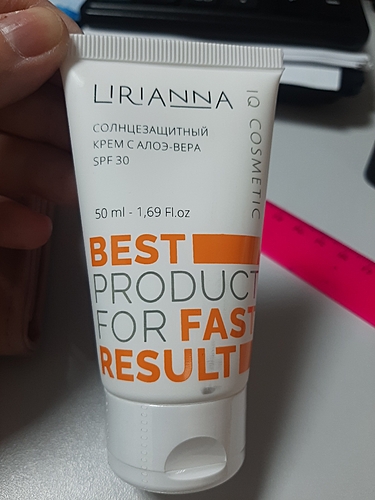 LIRIANNA
IQ COSMETIC
СОЛНЦЕЗАЩИТНЫЙ
КРЕМ С АЛОЭ-ВЕРА
SPF 30
50 ml - 1,69 Fl.oz
BEST
PRODUCT
FOR FAST
RESULT